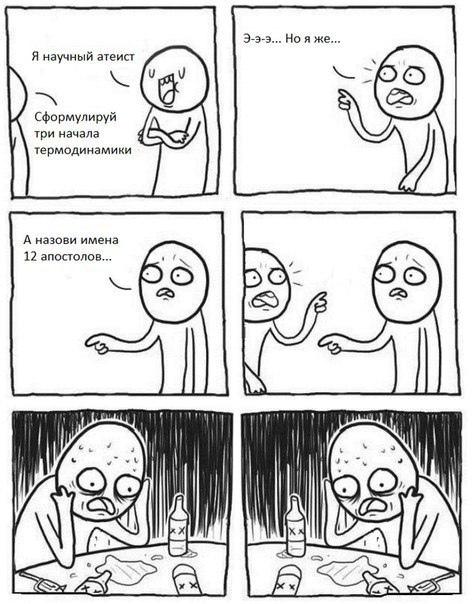 Я научный атеист
Сформулируй
три начала
термодинамики
Э-э-э... Но я же...
А назови имена
12 апостолов...
x x
x x
x x
x x